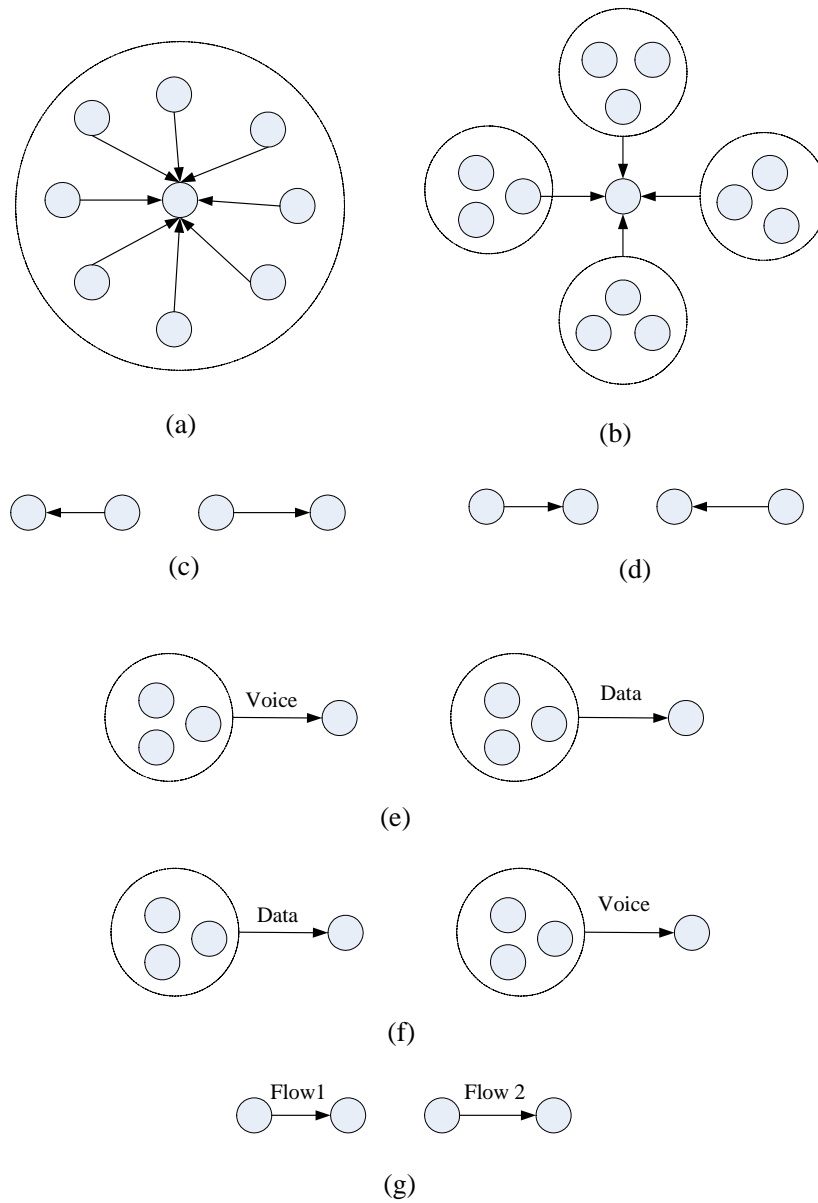 (a)
(b)
(c)
(d)
Voice
Data
(e)
Data
Voice
(f)
Flow1
Flow 2
(g)